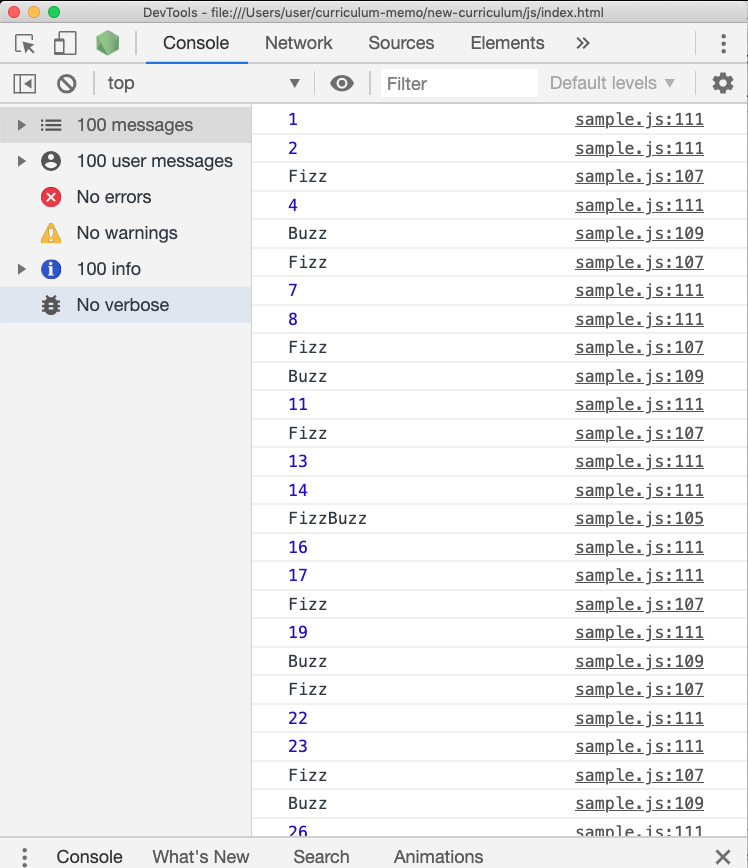 DevTools - file:///Users/user/curriculum-memo/new-curriculum/js/index.html
Console Network Sources Elements »
top ▼ Filter Default levels ▼
100 messages
100 user messages
No errors
No warnings
100 info
No verbose
1 sample.js:111
2 sample.js:111
Fizz sample.js:107
4 sample.js:111
Buzz sample.js:109
Fizz sample.js:107
7 sample.js:111
8 sample.js:111
Fizz sample.js:107
Buzz sample.js:109
11 sample.js:111
Fizz sample.js:107
13 sample.js:111
14 sample.js:111
FizzBuzz sample.js:105
16 sample.js:111
17 sample.js:111
Fizz sample.js:107
19 sample.js:111
Buzz sample.js:109
Fizz sample.js:107
22 sample.js:111
23 sample.js:111
Fizz sample.js:107
Buzz sample.js:109
26 sample.js:111
Console What's New Search Animations